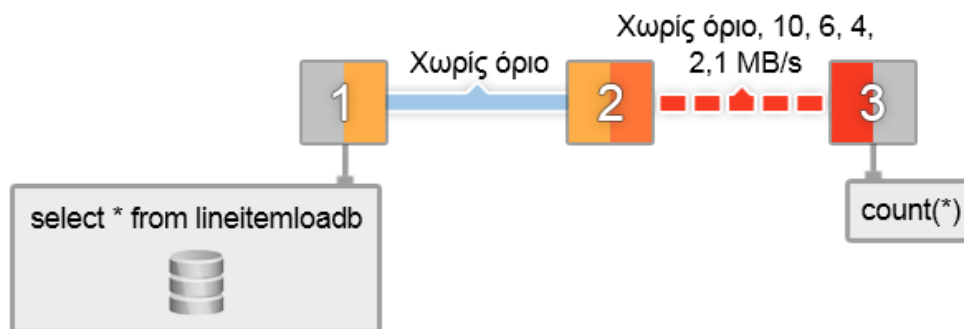 Χωρίς όριο
Χωρίς όριο, 10, 6, 4,
2,1 MB/s
1
2
3
select * from lineitemloadb
count(*)